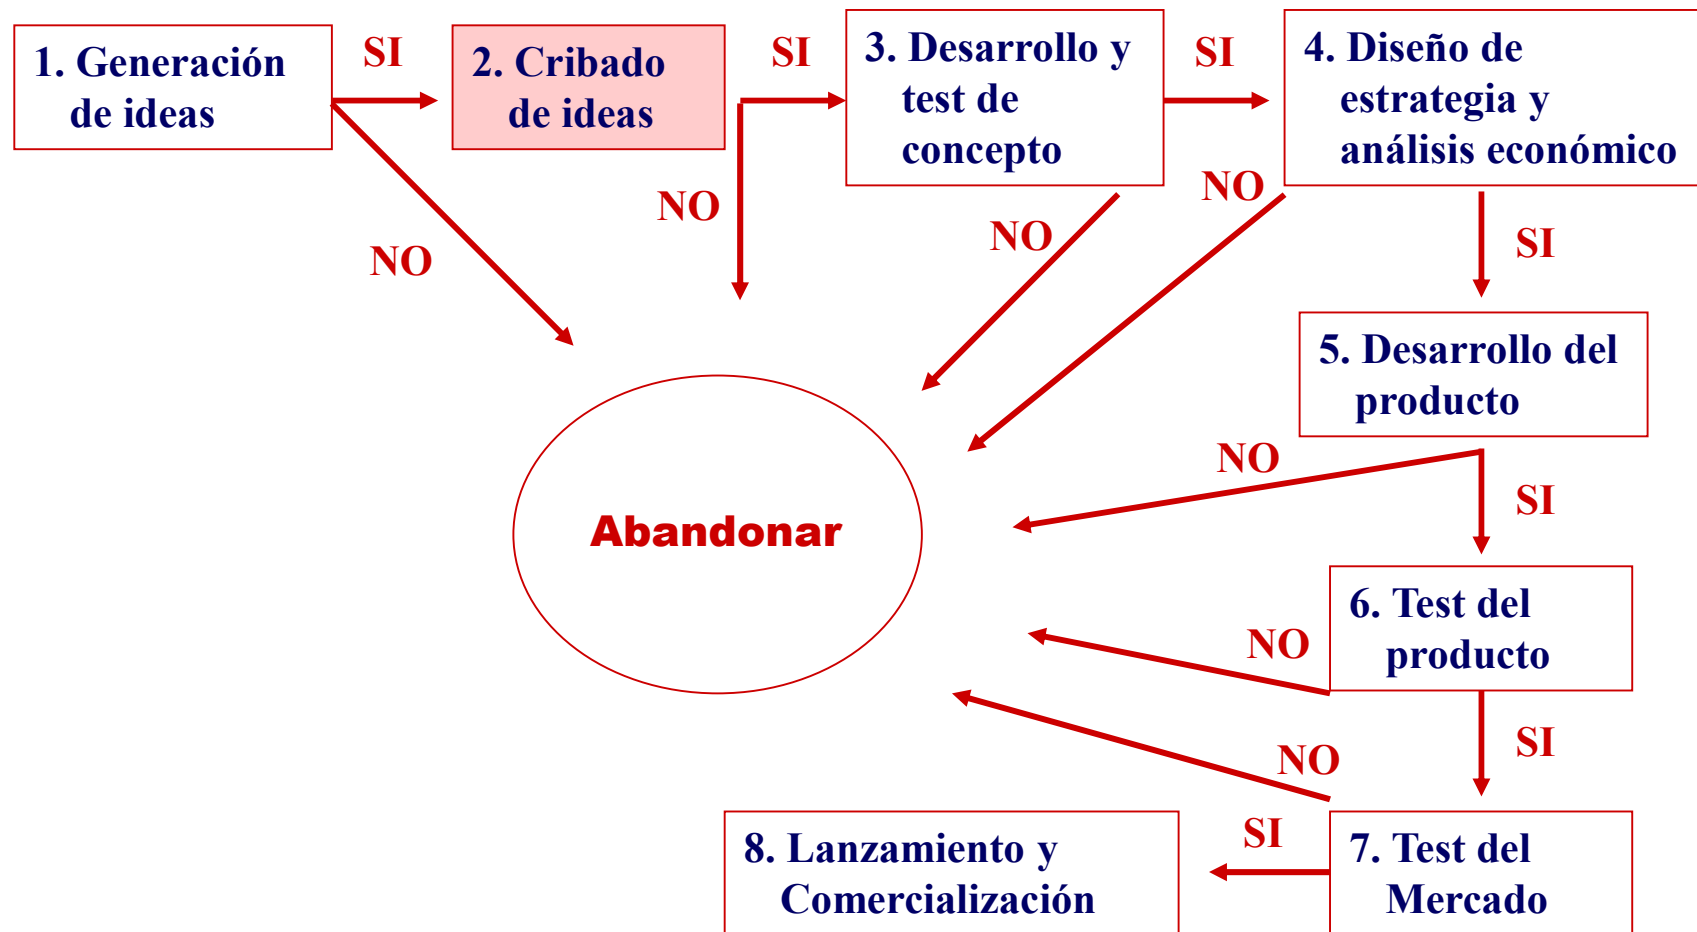 1. Generación
de ideas
SI
2. Cribado
de ideas
SI
3. Desarrollo y
test de
concepto
SI
4. Diseño de
estrategia y
análisis económico
NO
NO
NO
NO
SI
5. Desarrollo del
producto
NO
SI
Abandonar
6. Test del
producto
NO
SI
NO
8. Lanzamiento y
Comercialización
SI
7. Test del
Mercado